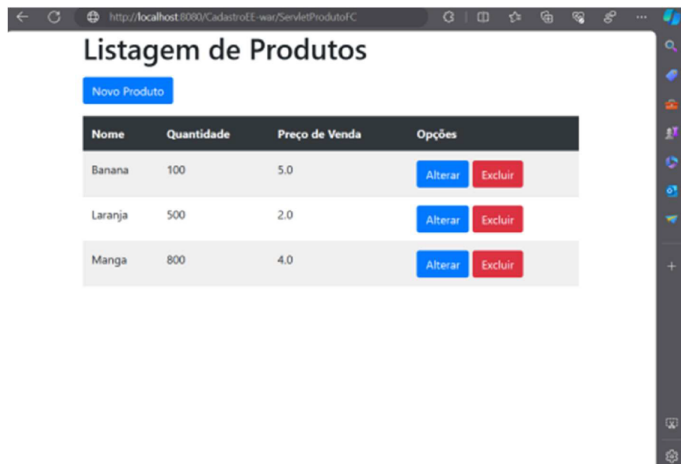 http://localhost:8080/CadastroEE-war/ServletProdutoFC
Listagem de Produtos
Novo Produto
Nome Quantidade Preço de Venda Opções
Banana 100 5.0 Alterar Excluir
Laranja 500 2.0 Alterar Excluir
Manga 800 4.0 Alterar Excluir